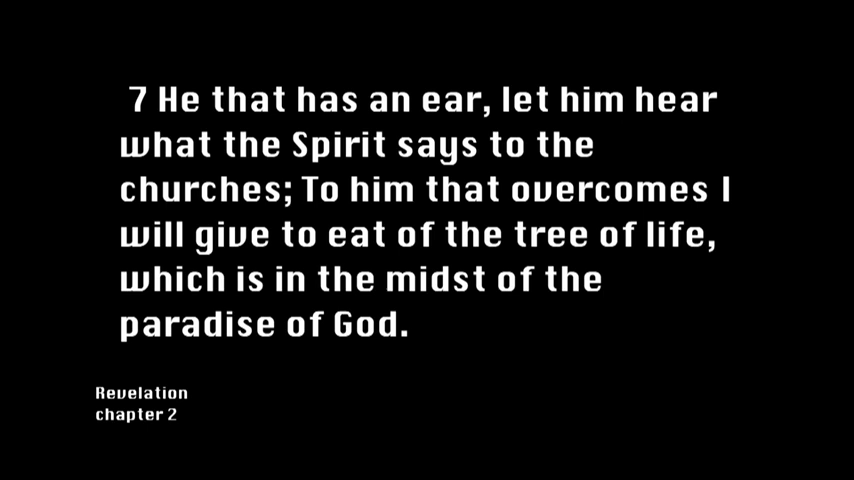 7 He that has an ear, let him hear
what the Spirit says to the
churches; To him that overcomes I
will give to eat of the tree of life,
which is in the midst of the
paradise of God.
Revelation
chapter 2